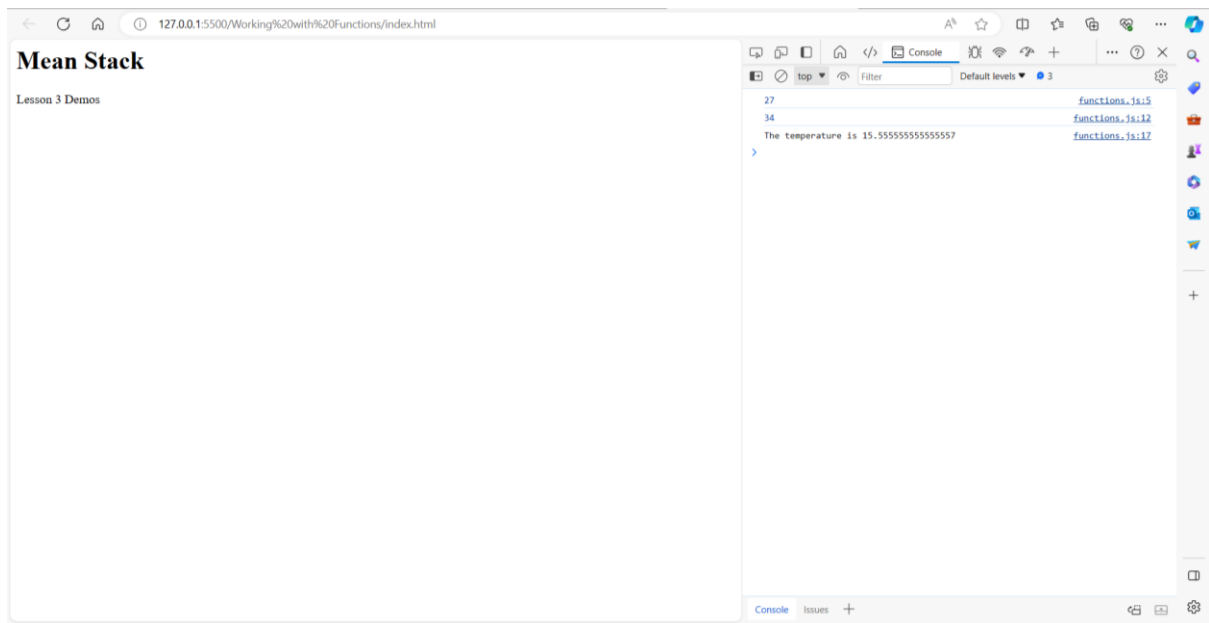 127.0.0.1:5500/Working%20with%20Functions/index.html
Mean Stack
Lesson 3 Demos
Console
top
Filter
Default levels
3
27 functions.js:5
34 functions.js:12
The temperature is 15.555555555555557 functions.js:17
Console Issues